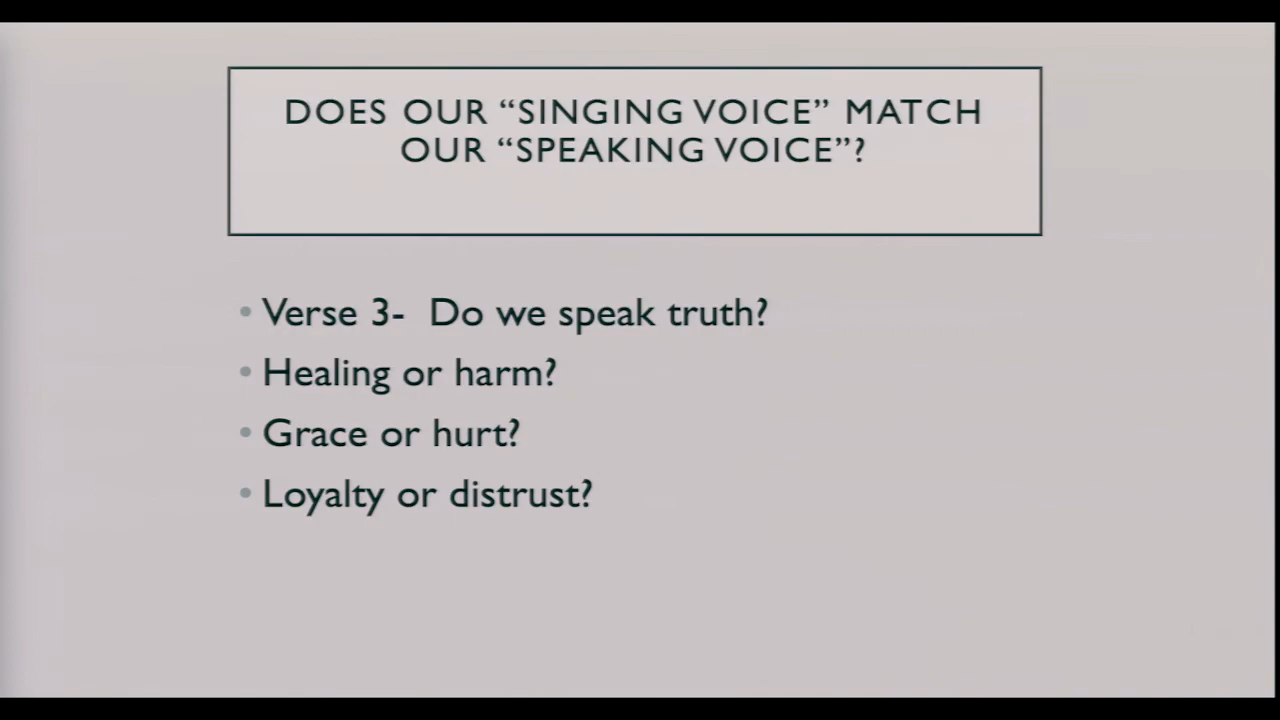 DOES OUR “SINGING VOICE” MATCH
OUR “SPEAKING VOICE”?
• Verse 3-  Do we speak truth?
• Healing or harm?
• Grace or hurt?
• Loyalty or distrust?